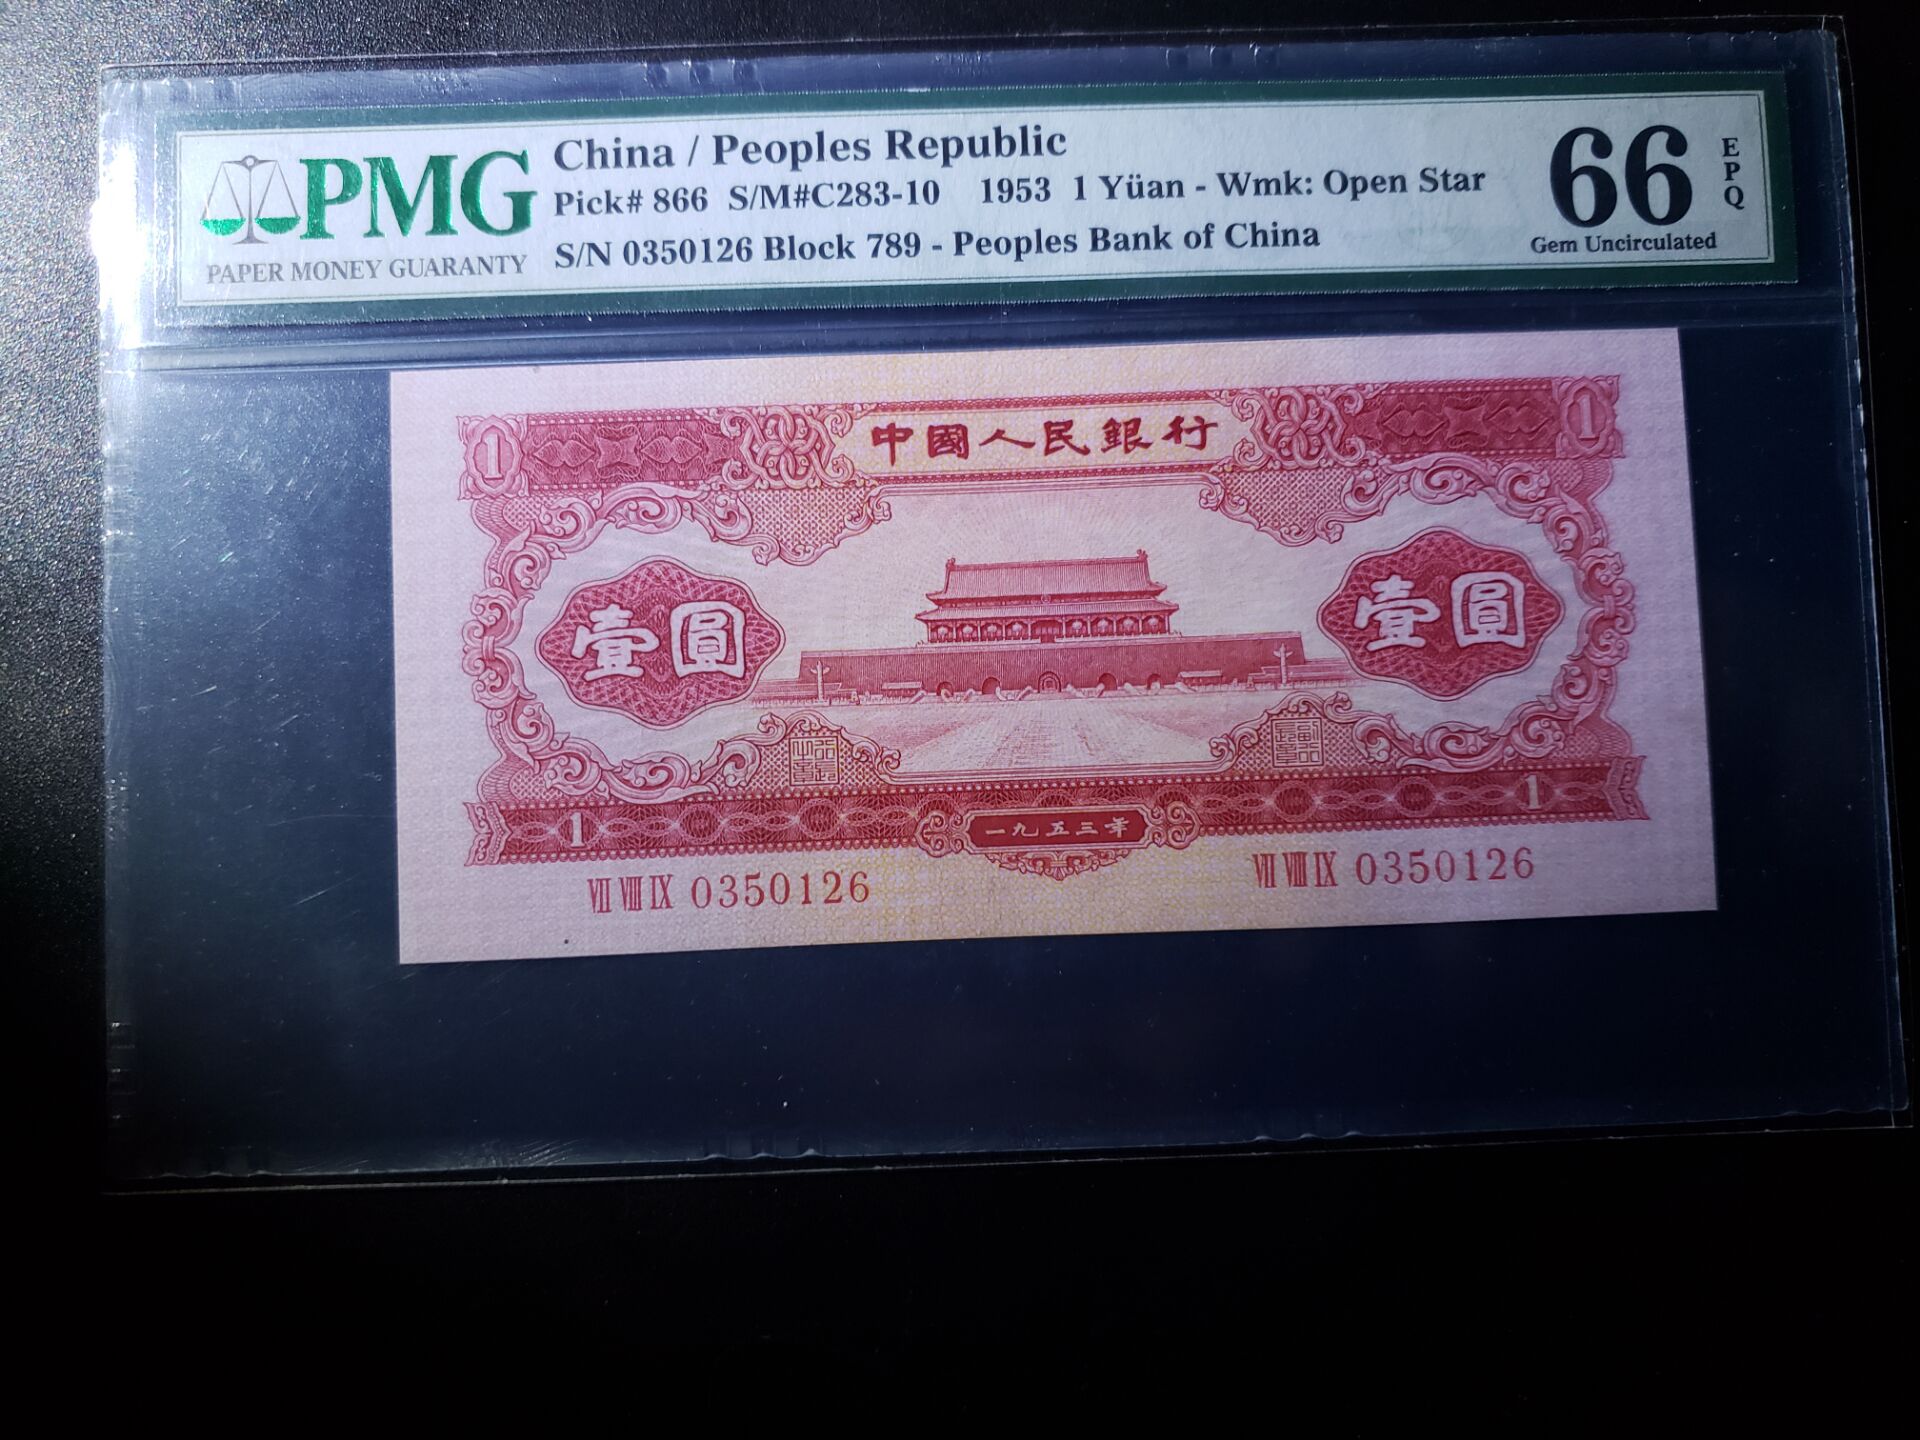 PMG
PAPER MONEY GUARANTY
China / Peoples Republic
Pick# 866 S/M#C283-10 1953 1 Yüan - Wmk: Open Star
S/N 0350126 Block 789 - Peoples Bank of China
66
EPQ
Gem Uncirculated
1 中國人民銀行 1
壹圓 壹圓
1 一九五三年 1
Ⅶ Ⅷ Ⅸ 0350126
Ⅶ Ⅷ Ⅸ 0350126